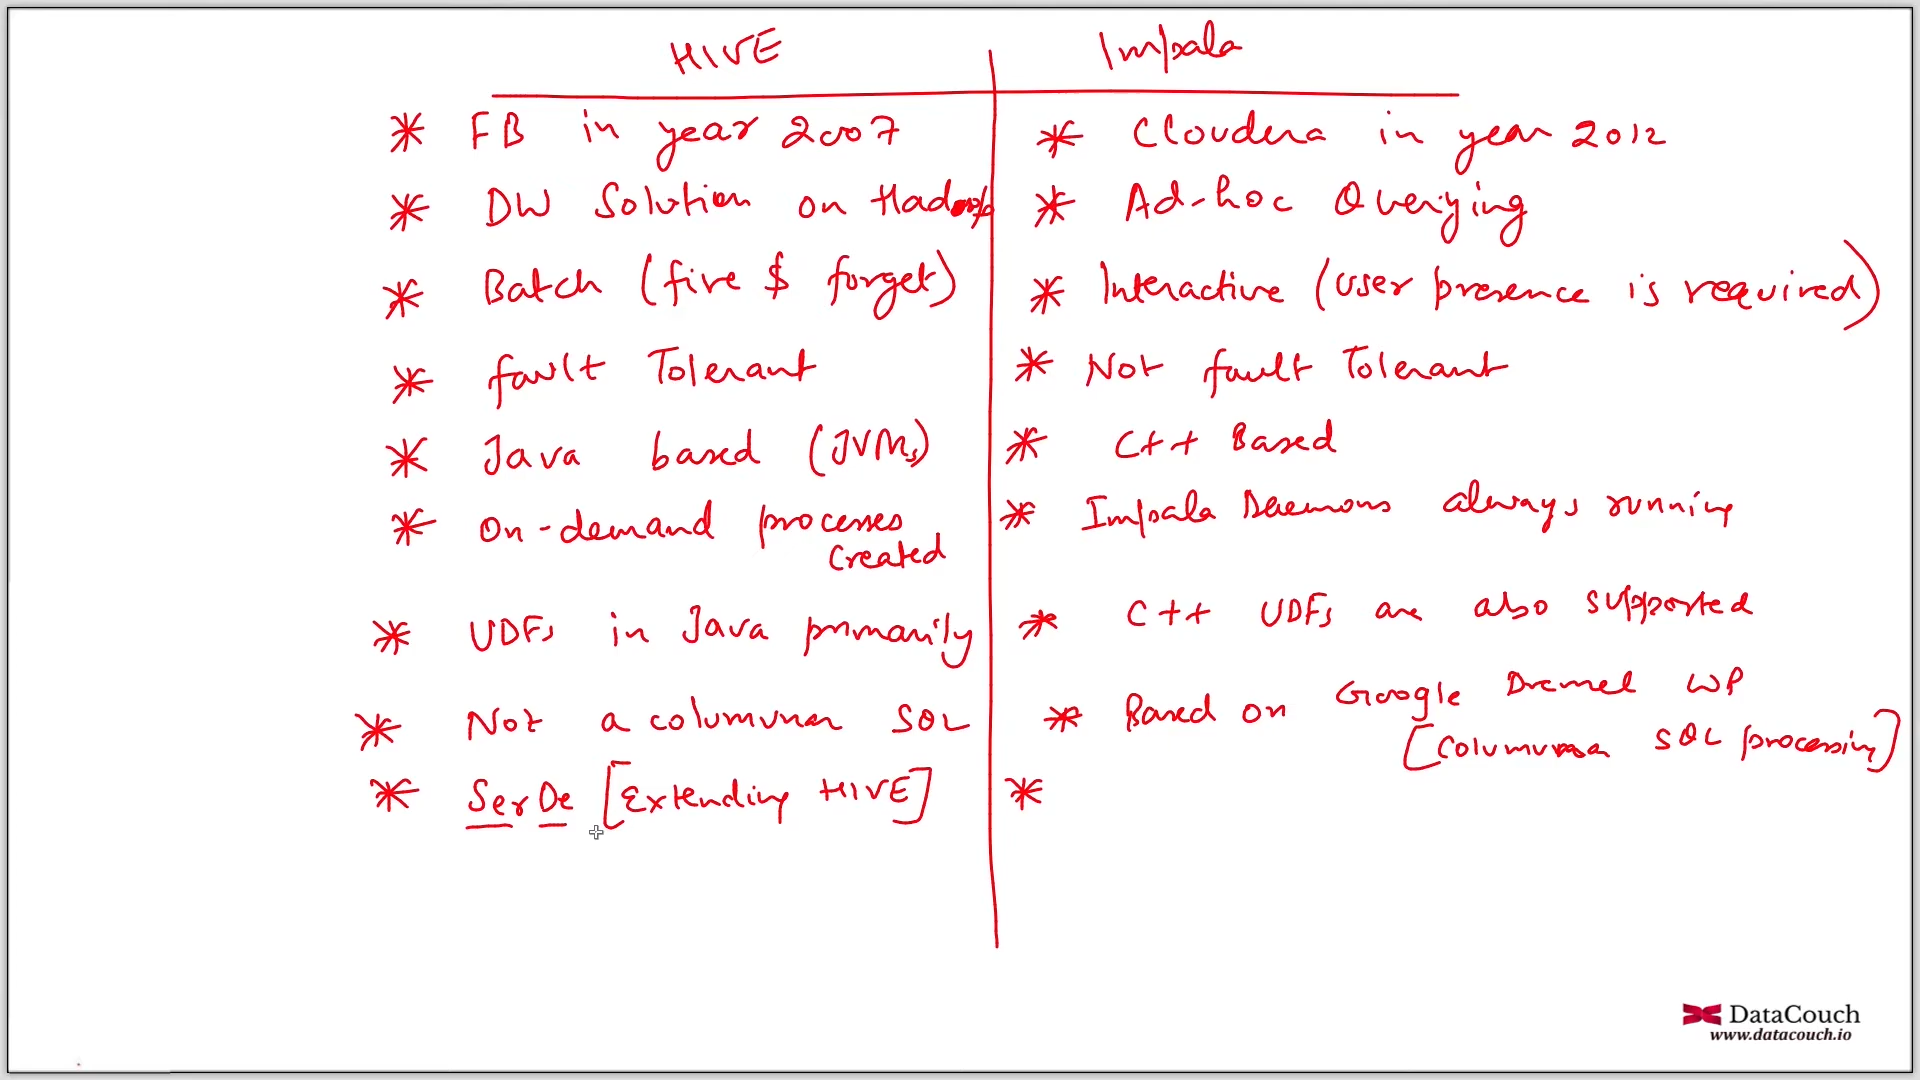 HIVE Impala
* FB in year 2007 * Cloudera in year 2012
* DW Solution on Hadoop * Ad-hoc Querying
* Batch (fire $ forget) * Interactive (user presence is required)
* fault Tolerant * Not fault Tolerant
* Java based (JVMs) * C++ Based
* On-demand processes * Impala Daemons always running
created
* UDFs in Java primarily * C++ UDFs are also supported
* Not a columnar SQL * Based on Google Dremel WP
[Columnar SQL processing]
* SerDe [Extending HIVE] *
DataCouch
www.datacouch.io